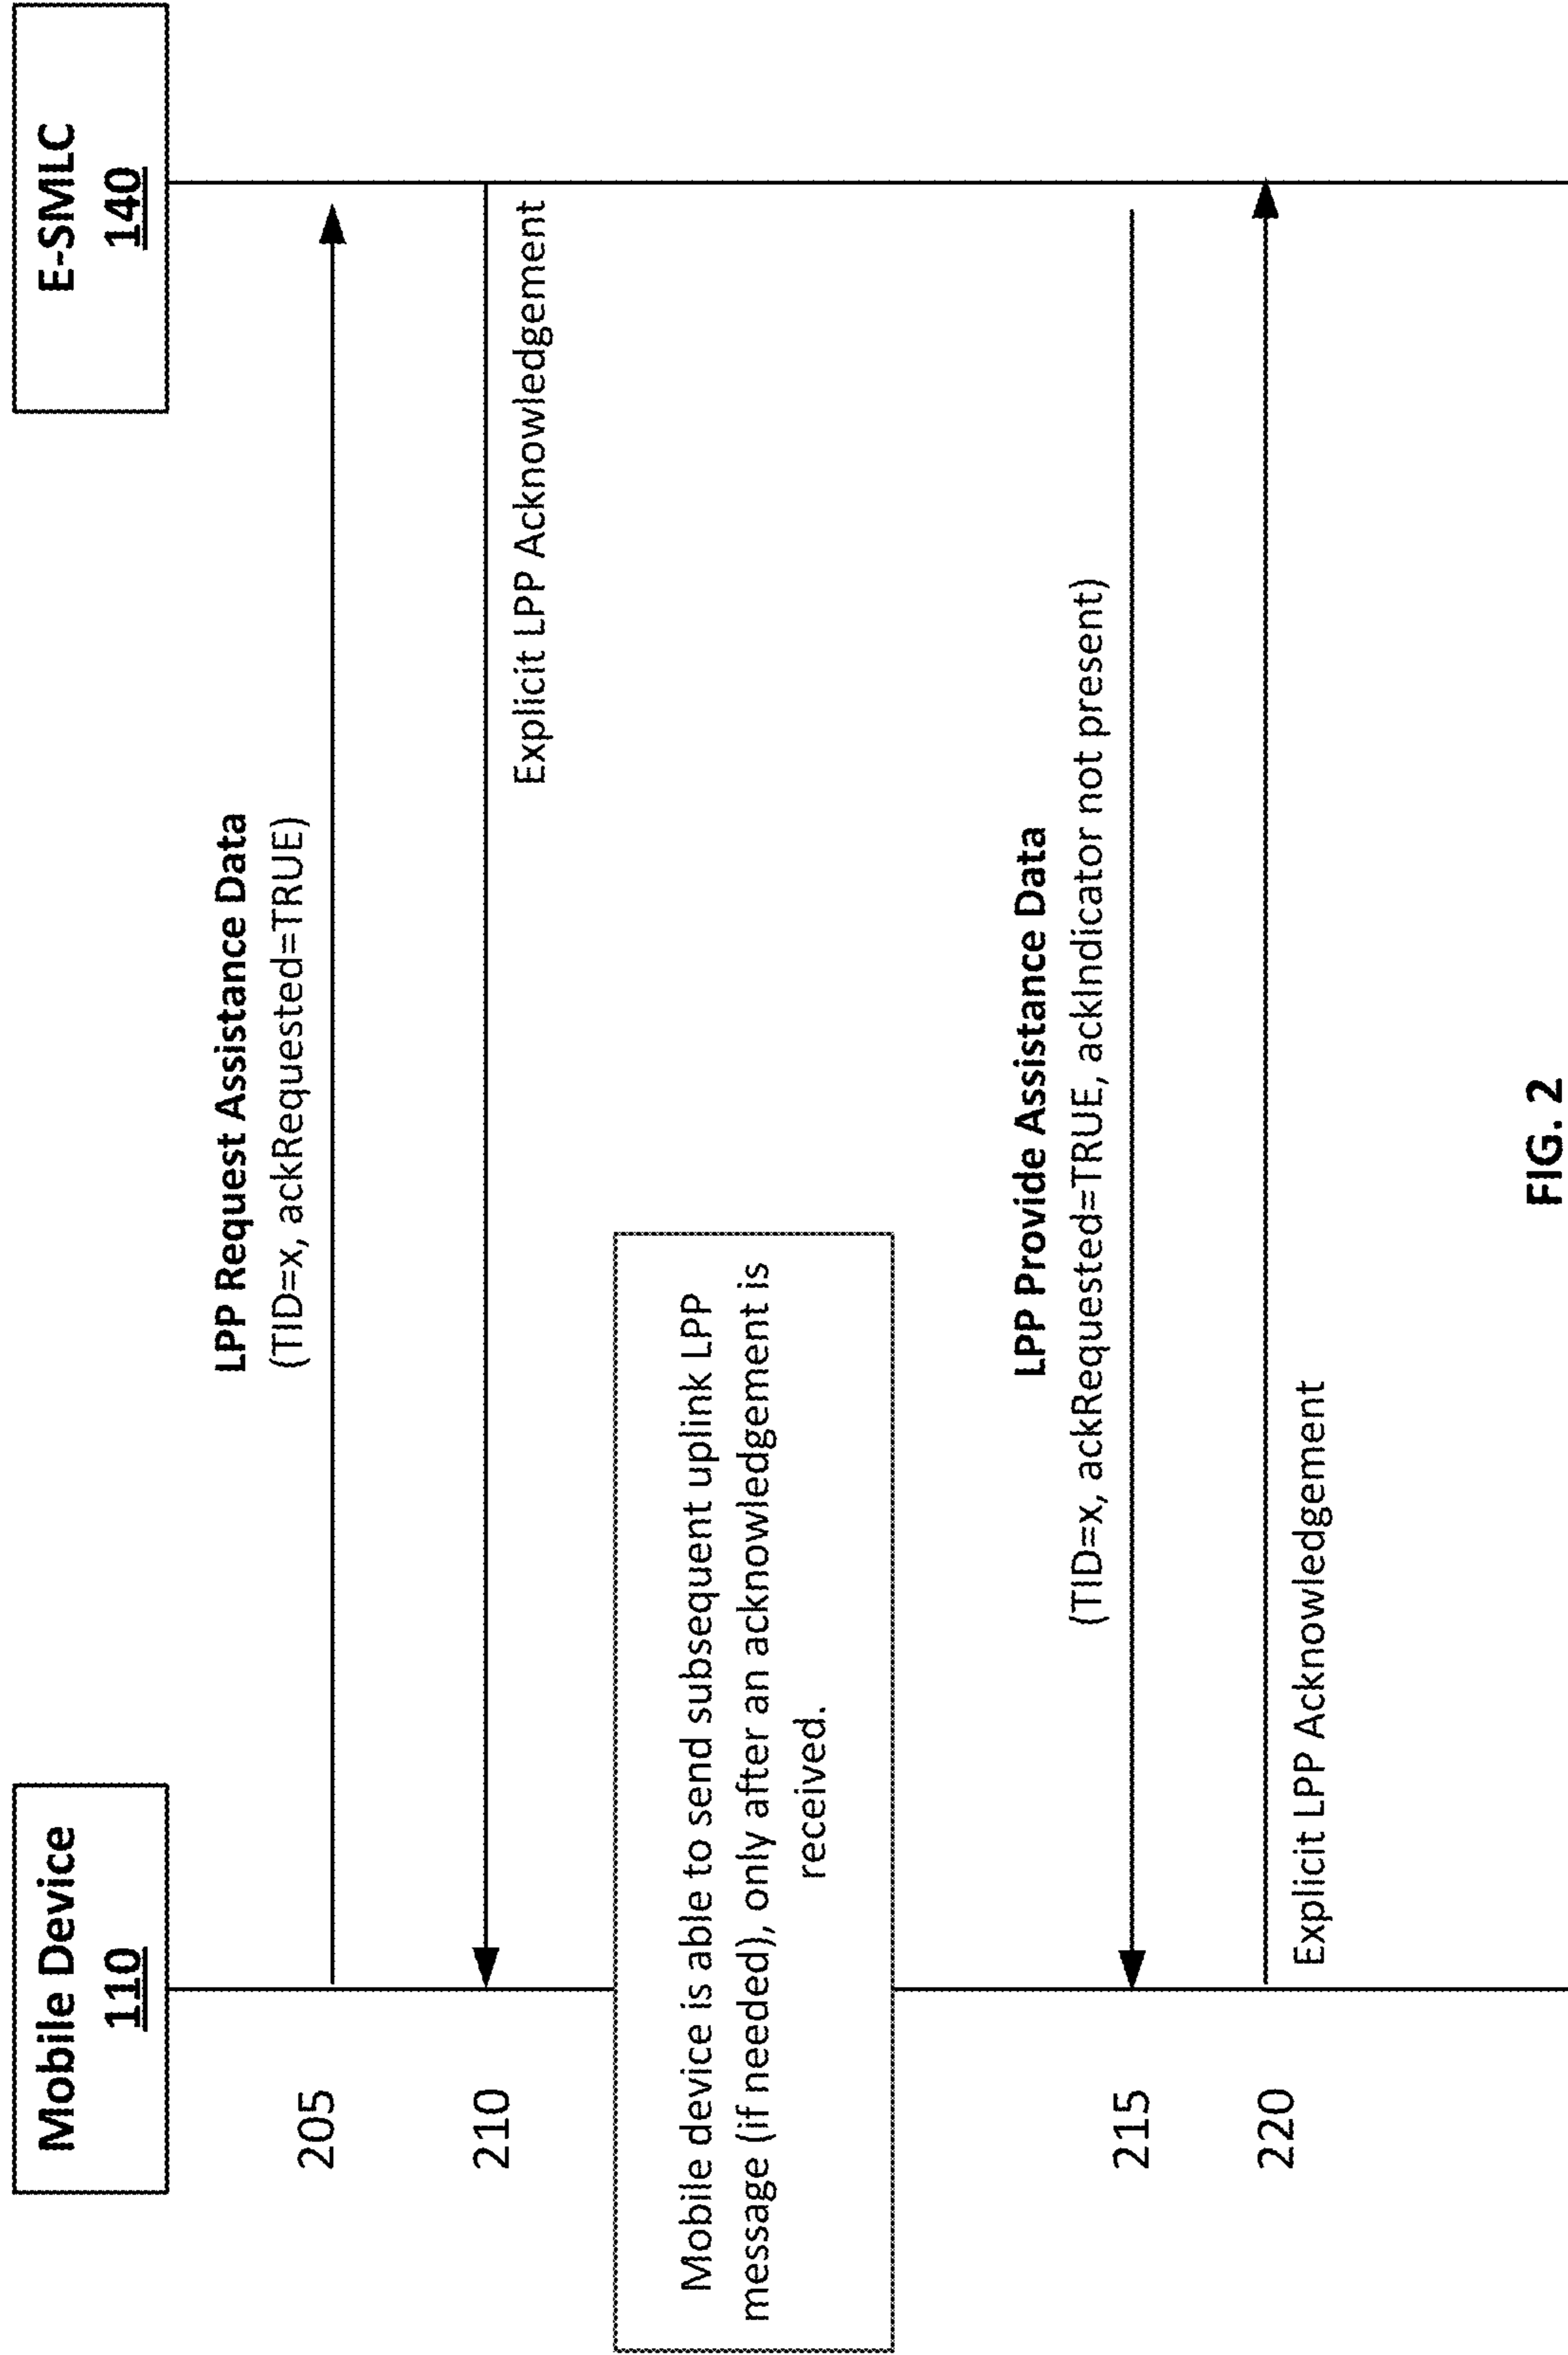 Mobile Device
110
E-SMLC
140
LPP Request Assistance Data
(TID=x, ackRequested=TRUE)
205
210
Explicit LPP Acknowledgement
Mobile device is able to send subsequent uplink LPP
message (if needed), only after an acknowledgement is
received.
LPP Provide Assistance Data
(TID=x, ackRequested=TRUE, ackIndicator not present)
215
220
Explicit LPP Acknowledgement
FIG. 2